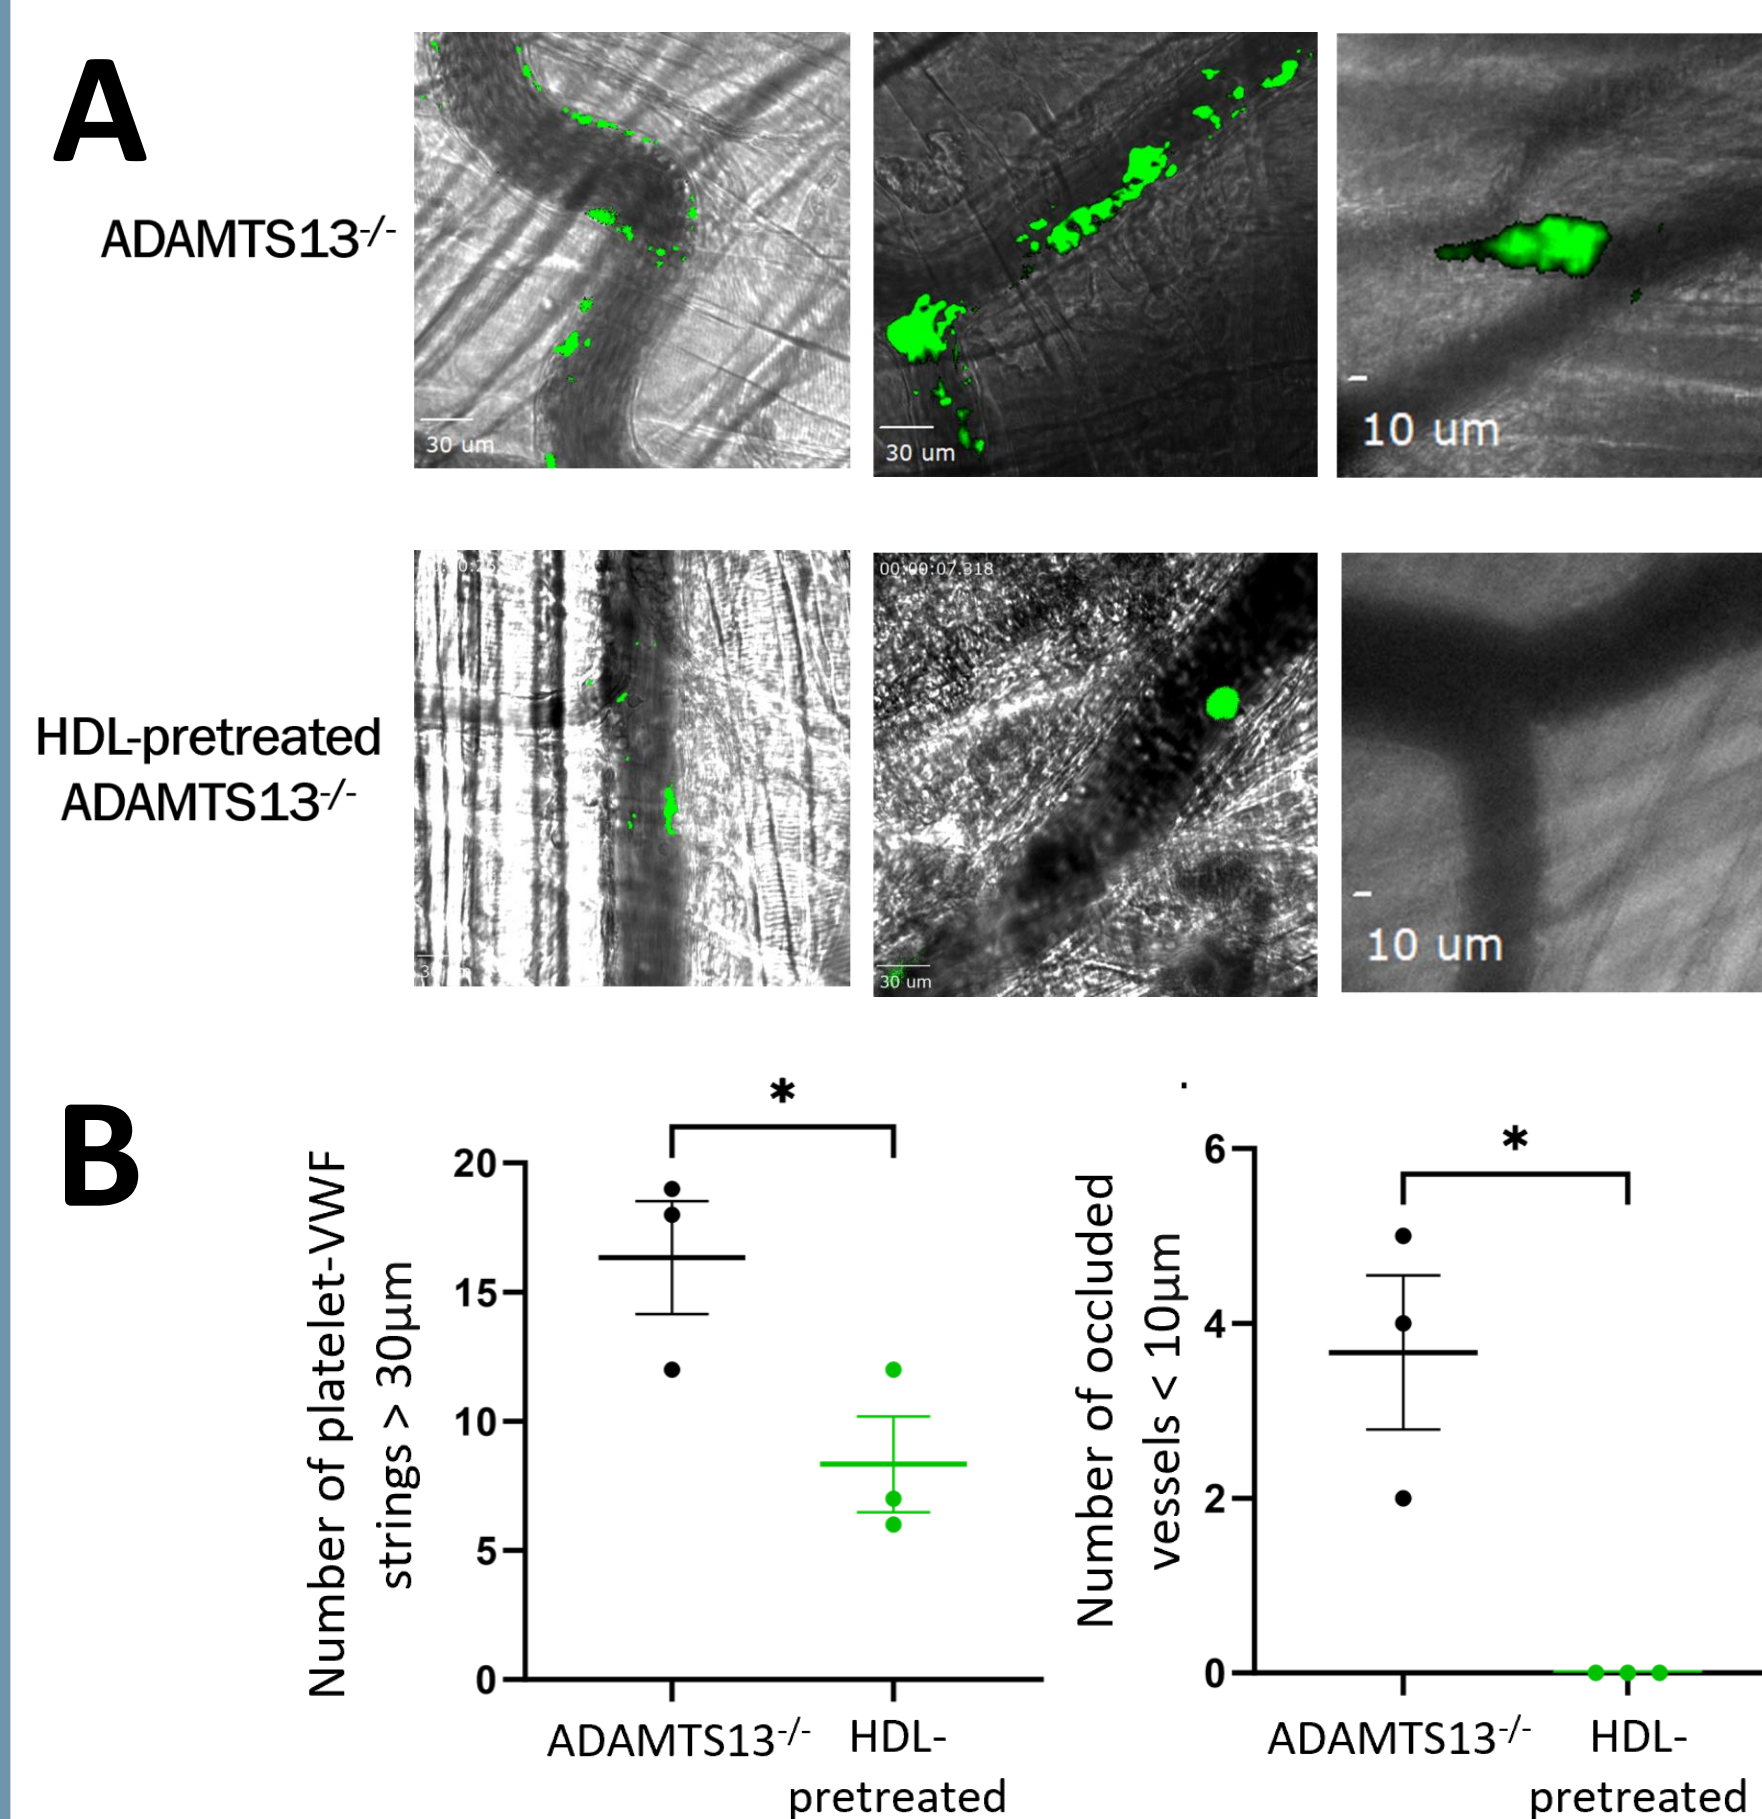 A
ADAMTS13-/-
30 um
30 um
10 um
HDL-pretreated
ADAMTS13-/-
00:00:07.318
30 um
10 um
B
*
Number of platelet-VWF
strings > 30µm
20
15
10
5
0
ADAMTS13-/-
HDL-
pretreated
*
Number of occluded
vessels < 10µm
6
4
2
0
ADAMTS13-/-
HDL-
pretreated